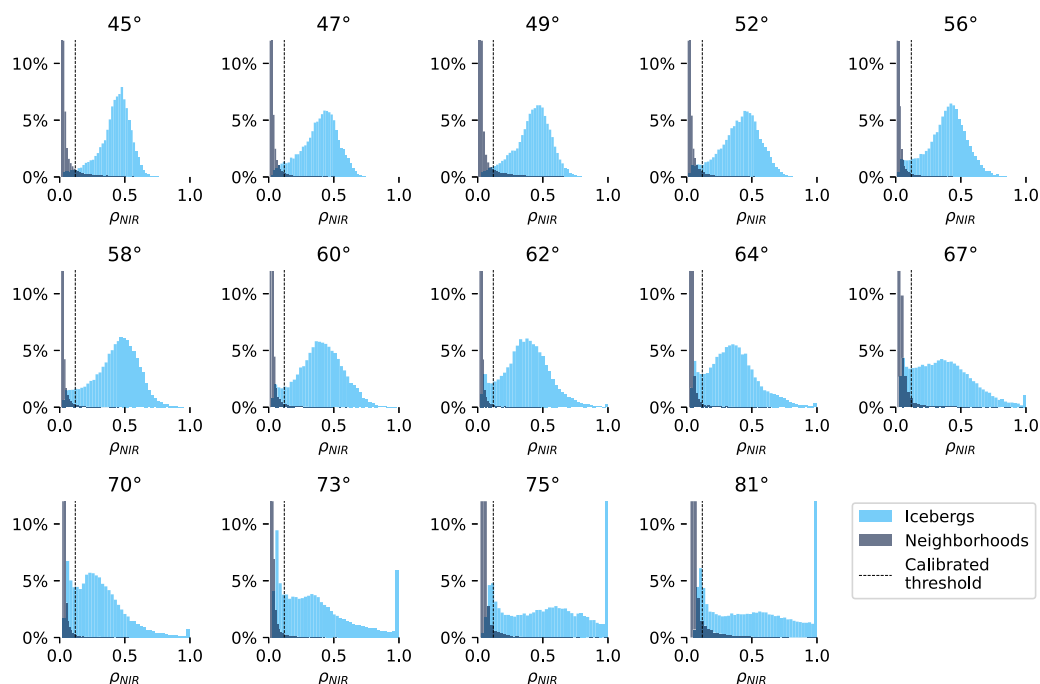 45° 47° 49° 52° 56°
10% 10% 10% 10% 10%
5% 5% 5% 5% 5%
0% 0% 0% 0% 0%
0.0 0.5 1.0 0.0 0.5 1.0 0.0 0.5 1.0 0.0 0.5 1.0 0.0 0.5 1.0
ρNIR ρNIR ρNIR ρNIR ρNIR
58° 60° 62° 64° 67°
10% 10% 10% 10% 10%
5% 5% 5% 5% 5%
0% 0% 0% 0% 0%
0.0 0.5 1.0 0.0 0.5 1.0 0.0 0.5 1.0 0.0 0.5 1.0 0.0 0.5 1.0
ρNIR ρNIR ρNIR ρNIR ρNIR
70° 73° 75° 81°
10% 10% 10% 10%
5% 5% 5% 5%
0% 0% 0% 0%
0.0 0.5 1.0 0.0 0.5 1.0 0.0 0.5 1.0 0.0 0.5 1.0
ρNIR ρNIR ρNIR ρNIR
Icebergs
Neighborhoods
Calibrated
threshold